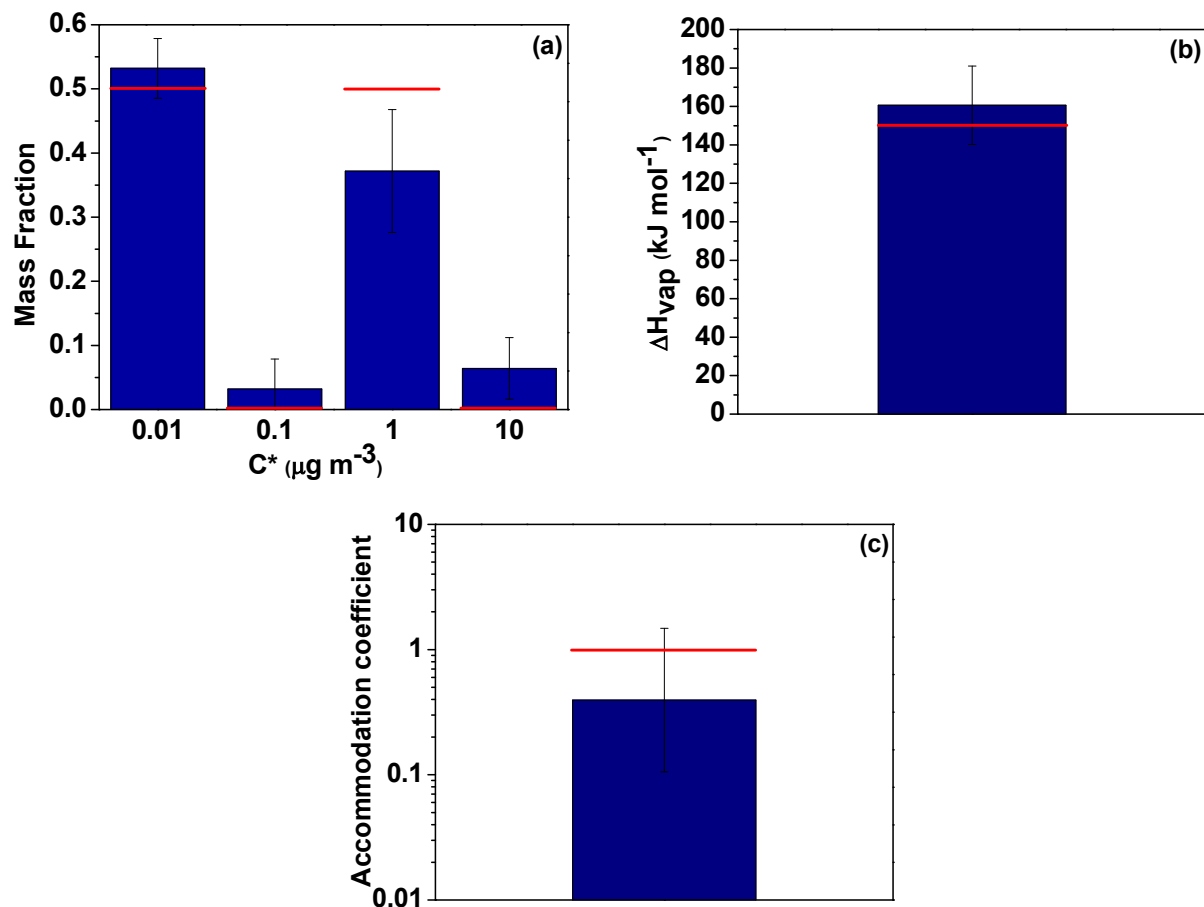 (a)
Mass Fraction
0.6
0.5
0.4
0.3
0.2
0.1
0.0
0.01 0.1 1 10
C* (μg m-3)
(b)
ΔHvap (kJ mol-1)
200
180
160
140
120
100
80
60
40
20
0
(c)
Accommodation coefficient
10
1
0.1
0.01